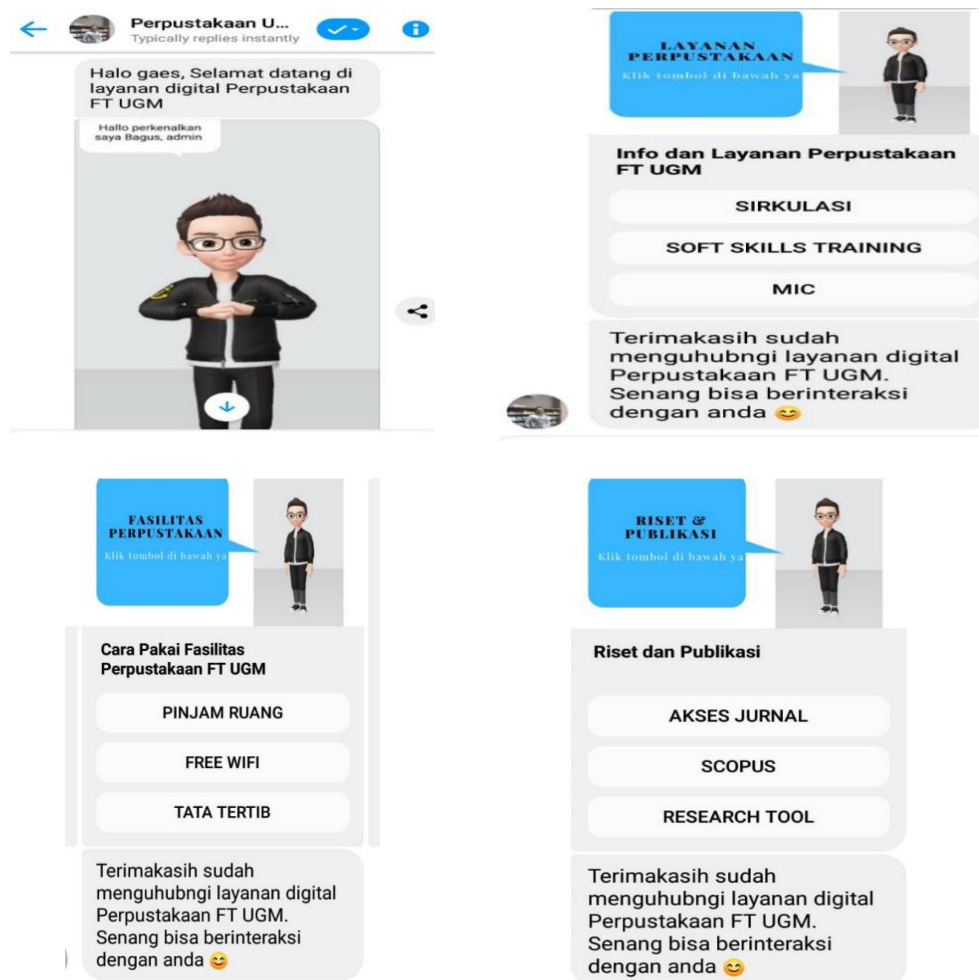 Perpustakaan U...
Typically replies instantly
Halo gaes, Selamat datang di
layanan digital Perpustakaan
FT UGM
Hallo perkenalkan
saya Bagus, admin
LAYANAN
PERPUSTAKAAN
Klik tombol di bawah ya
Info dan Layanan Perpustakaan
FT UGM
SIRKULASI
SOFT SKILLS TRAINING
MIC
Terimakasih sudah
menguhubngi layanan digital
Perpustakaan FT UGM.
Senang bisa berinteraksi
dengan anda 😊
FASILITAS
PERPUSTAKAAN
Klik tombol di bawah ya
Cara Pakai Fasilitas
Perpustakaan FT UGM
PINJAM RUANG
FREE WIFI
TATA TERTIB
Terimakasih sudah
menguhubngi layanan digital
Perpustakaan FT UGM.
Senang bisa berinteraksi
dengan anda 😊
RISET &
PUBLIKASI
Klik tombol di bawah ya
Riset dan Publikasi
AKSES JURNAL
SCOPUS
RESEARCH TOOL
Terimakasih sudah
menguhubngi layanan digital
Perpustakaan FT UGM.
Senang bisa berinteraksi
dengan anda 😊